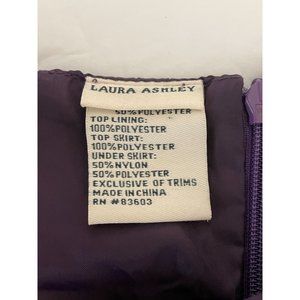 LAURA ASHLEY
50% POLYESTER
TOP LINING:
100%POLYESTER
TOP SKIRT:
100%POLYESTER
UNDER SKIRT:
50%NYLON
50%POLYESTER
EXCLUSIVE OF TRIMS
MADE IN CHINA
RN #83603